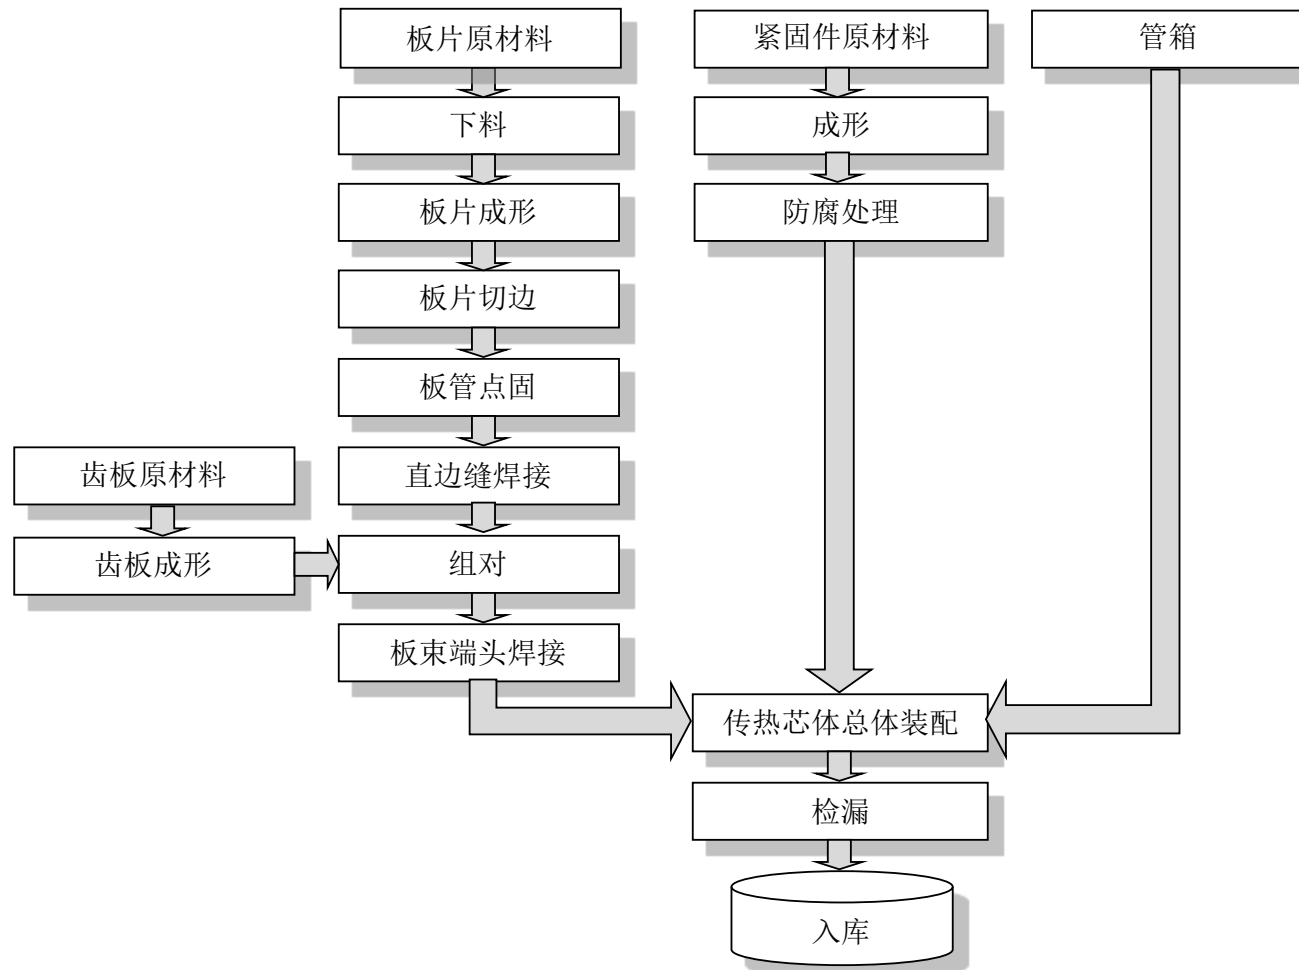 板片原材料
紧固件原材料
管箱
下料
成形
板片成形
防腐处理
板片切边
板管点固
齿板原材料
直边缝焊接
齿板成形
组对
板束端头焊接
传热芯体总体装配
检漏
入库